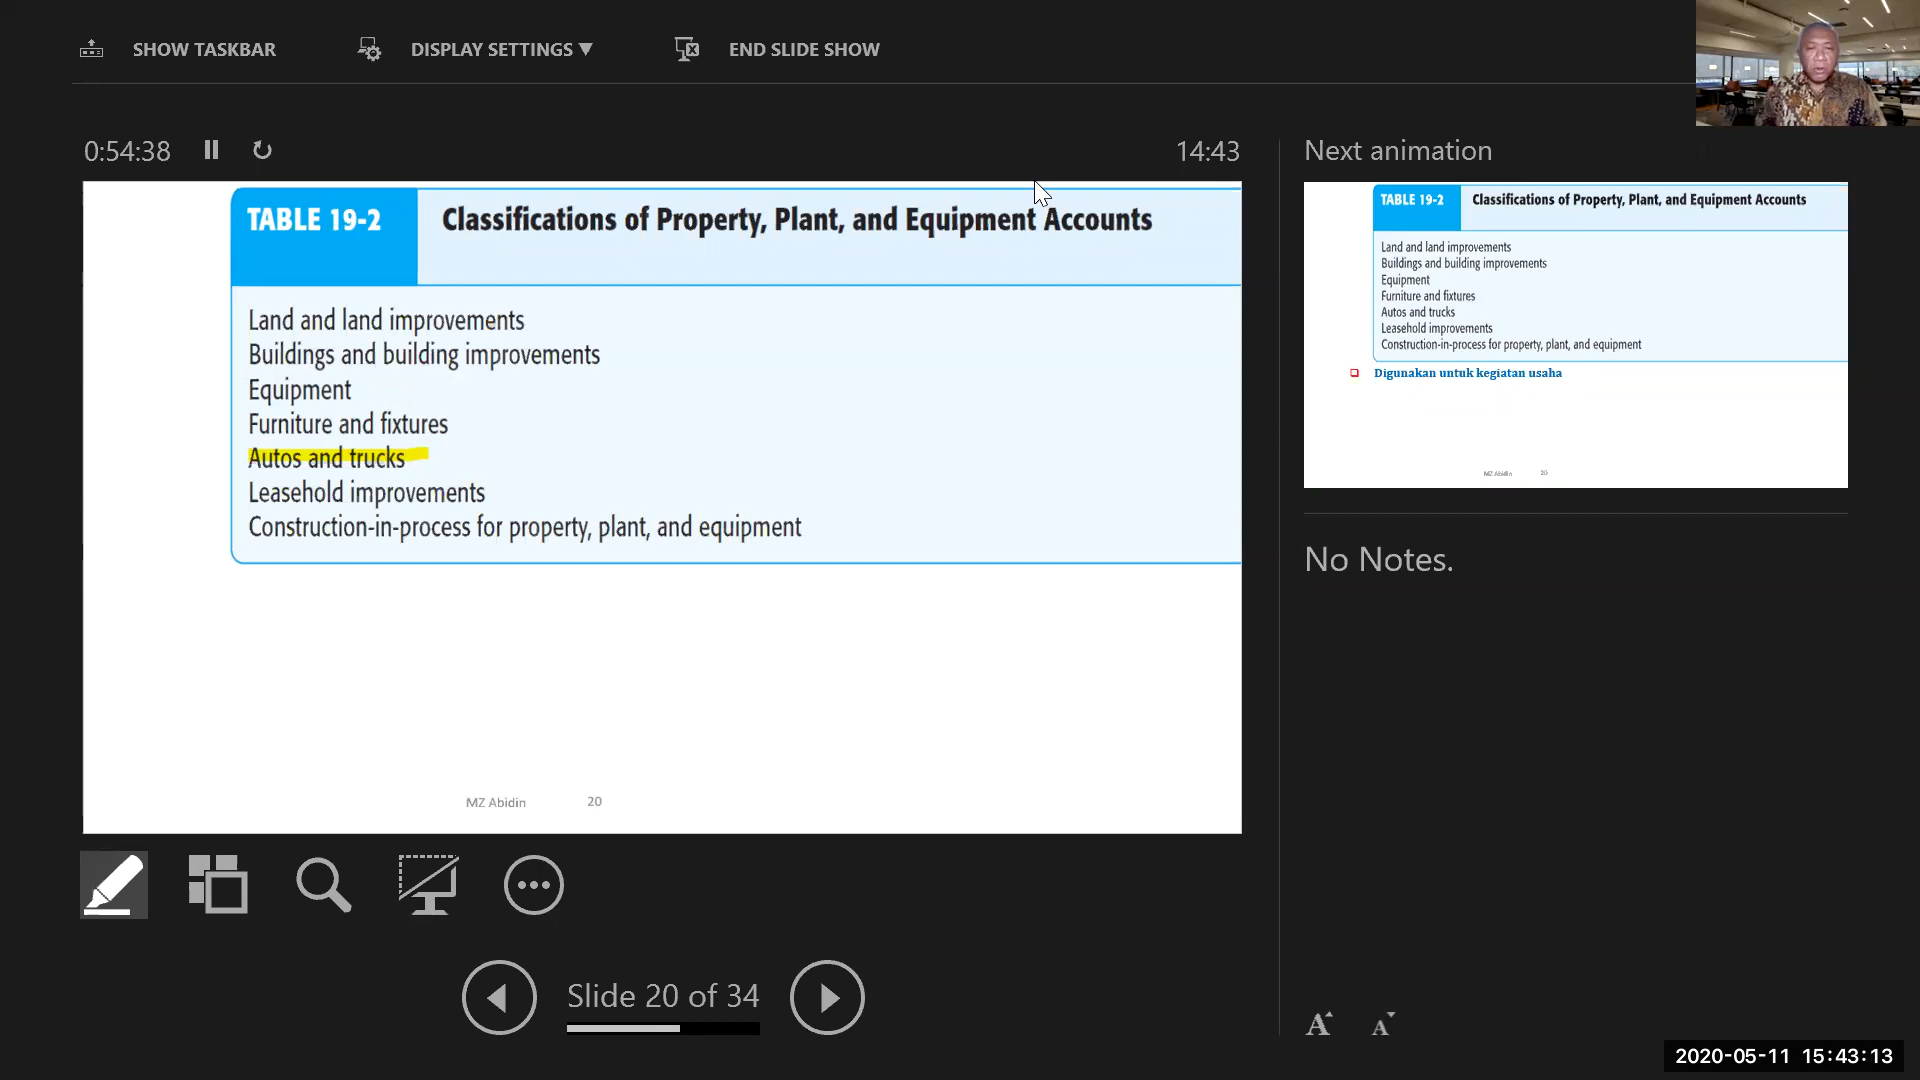 SHOW TASKBAR
DISPLAY SETTINGS ▼
END SLIDE SHOW
0:54:38
14:43
TABLE 19-2
Classifications of Property, Plant, and Equipment Accounts
Land and land improvements
Buildings and building improvements
Equipment
Furniture and fixtures
Autos and trucks
Leasehold improvements
Construction-in-process for property, plant, and equipment
MZ Abidin
20
Slide 20 of 34
Next animation
TABLE 19-2
Classifications of Property, Plant, and Equipment Accounts
Land and land improvements
Buildings and building improvements
Equipment
Furniture and fixtures
Autos and trucks
Leasehold improvements
Construction-in-process for property, plant, and equipment
Digunakan untuk kegiatan usaha
MZ Abidin
20
No Notes.
A
A
2020-05-11 15:43:13